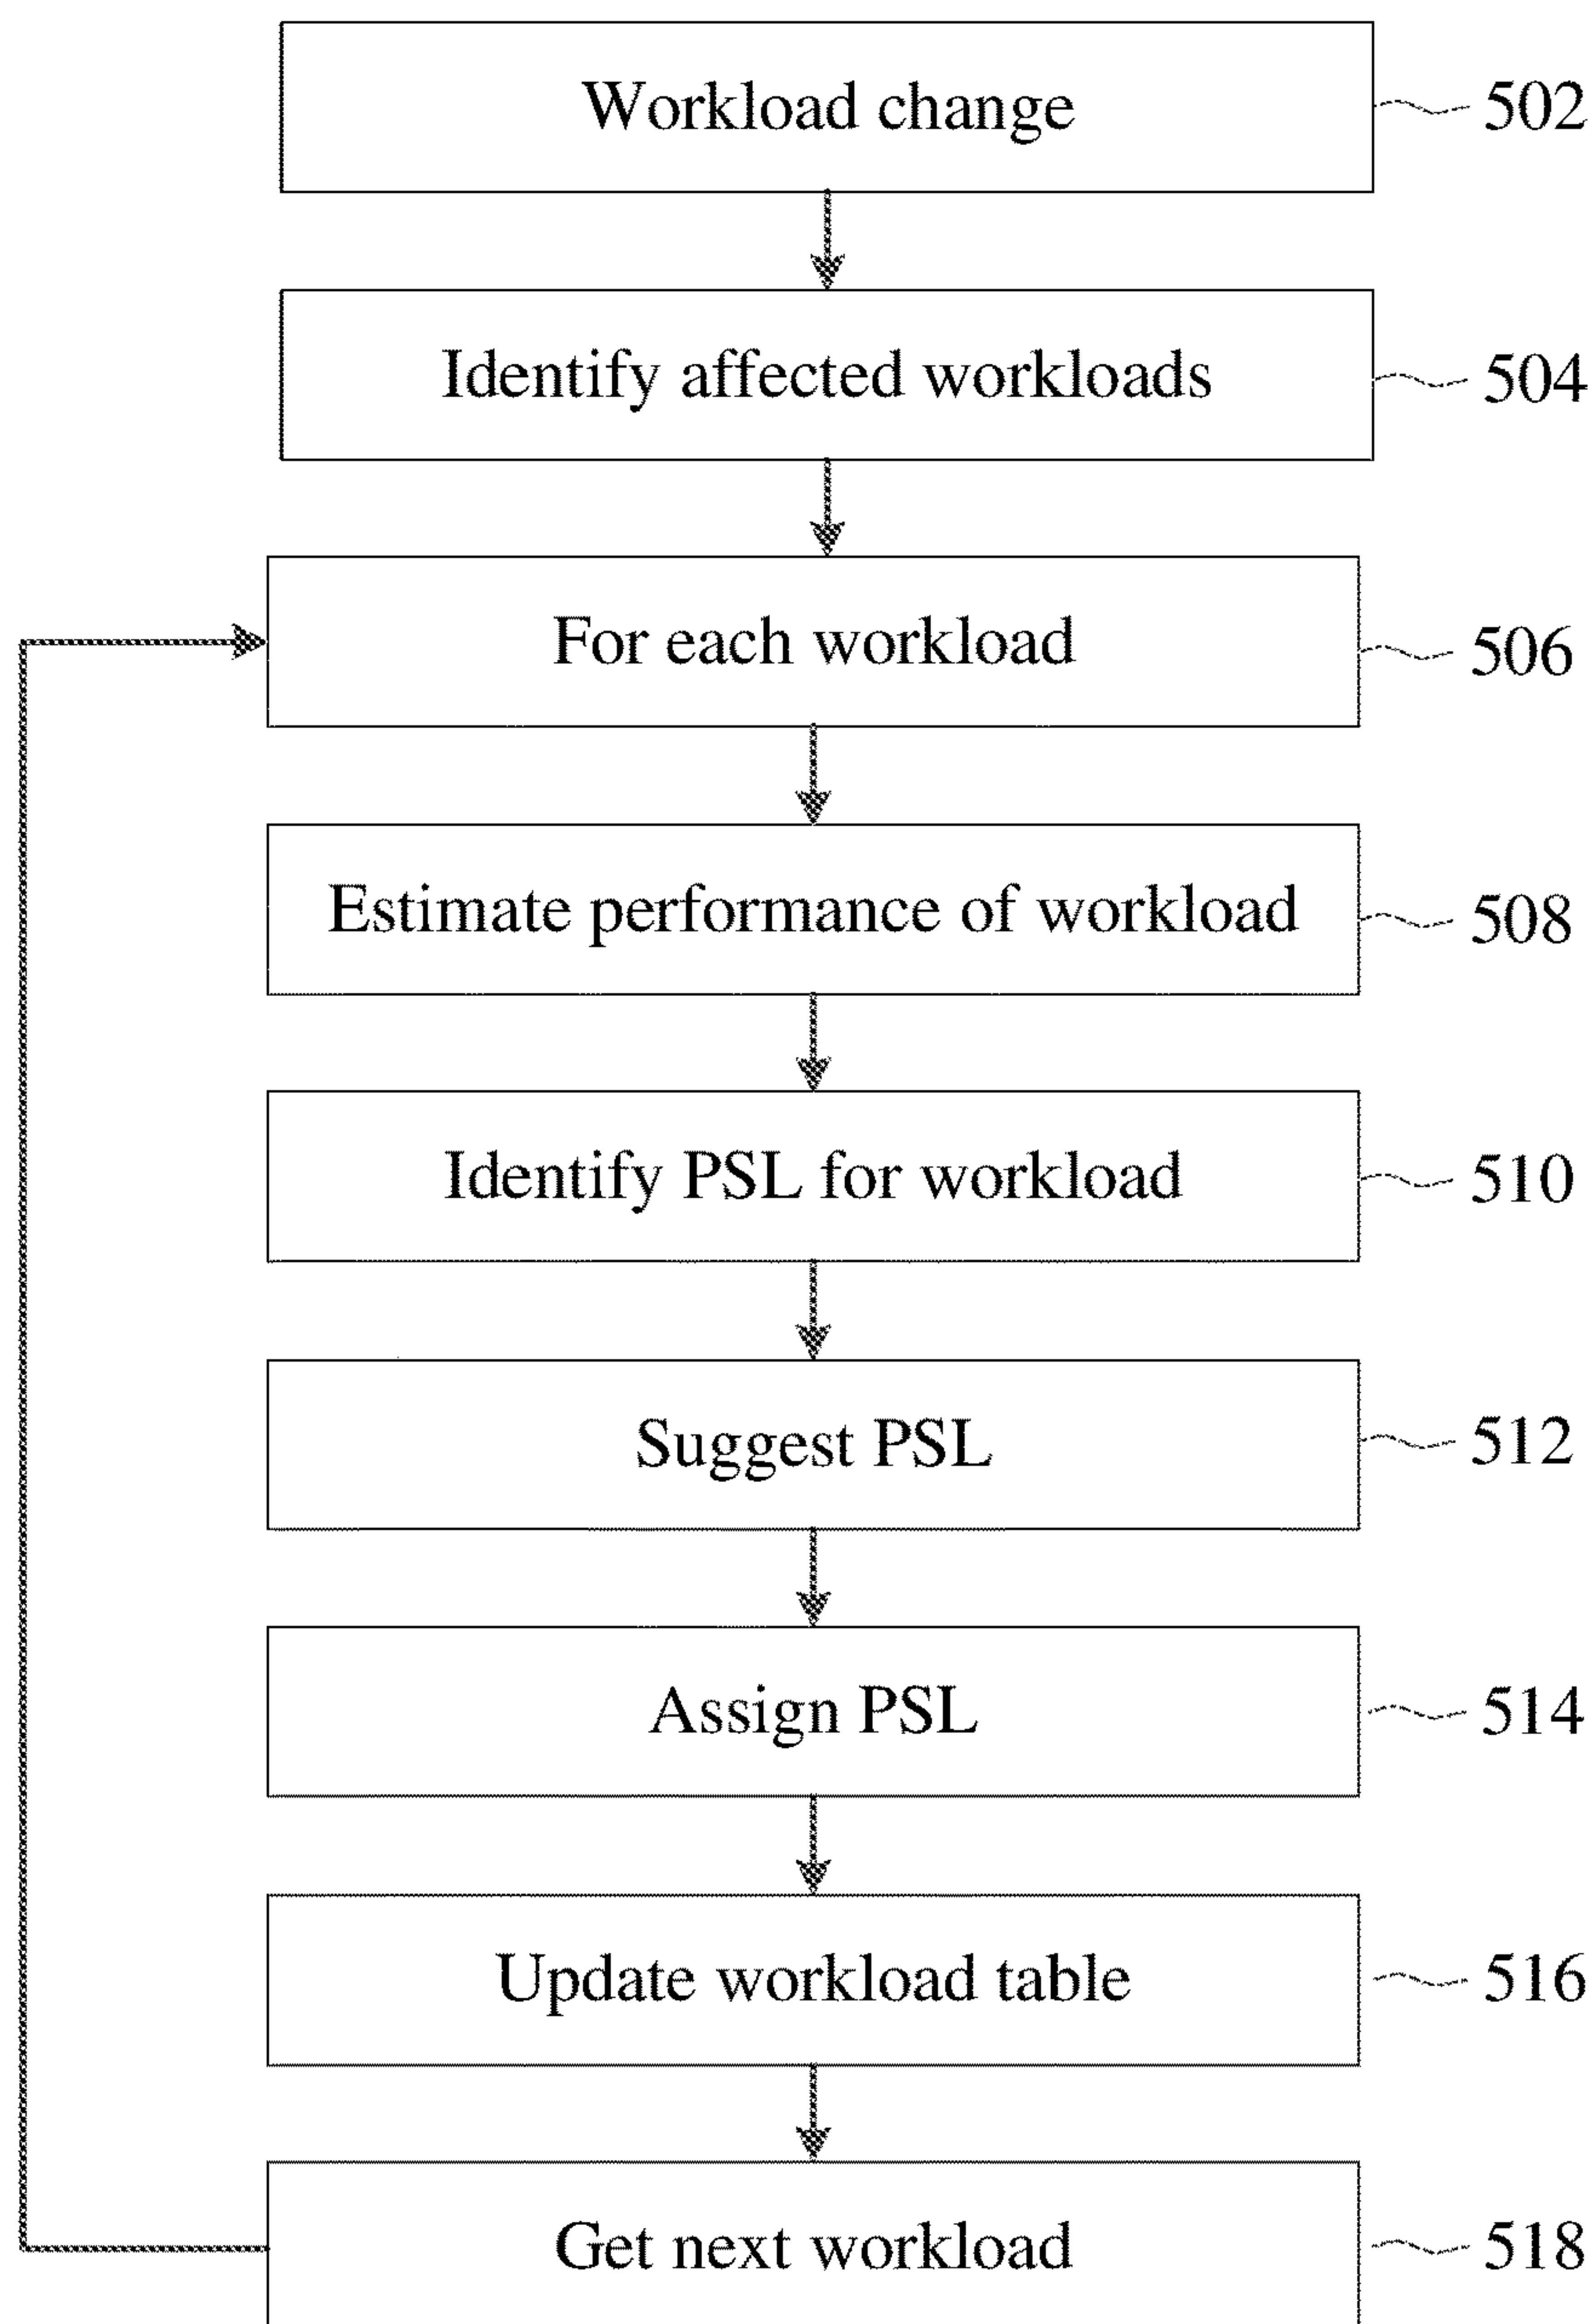 Workload change 502
Identify affected workloads 504
For each workload 506
Estimate performance of workload 508
Identify PSL for workload 510
Suggest PSL 512
Assign PSL 514
Update workload table 516
Get next workload 518